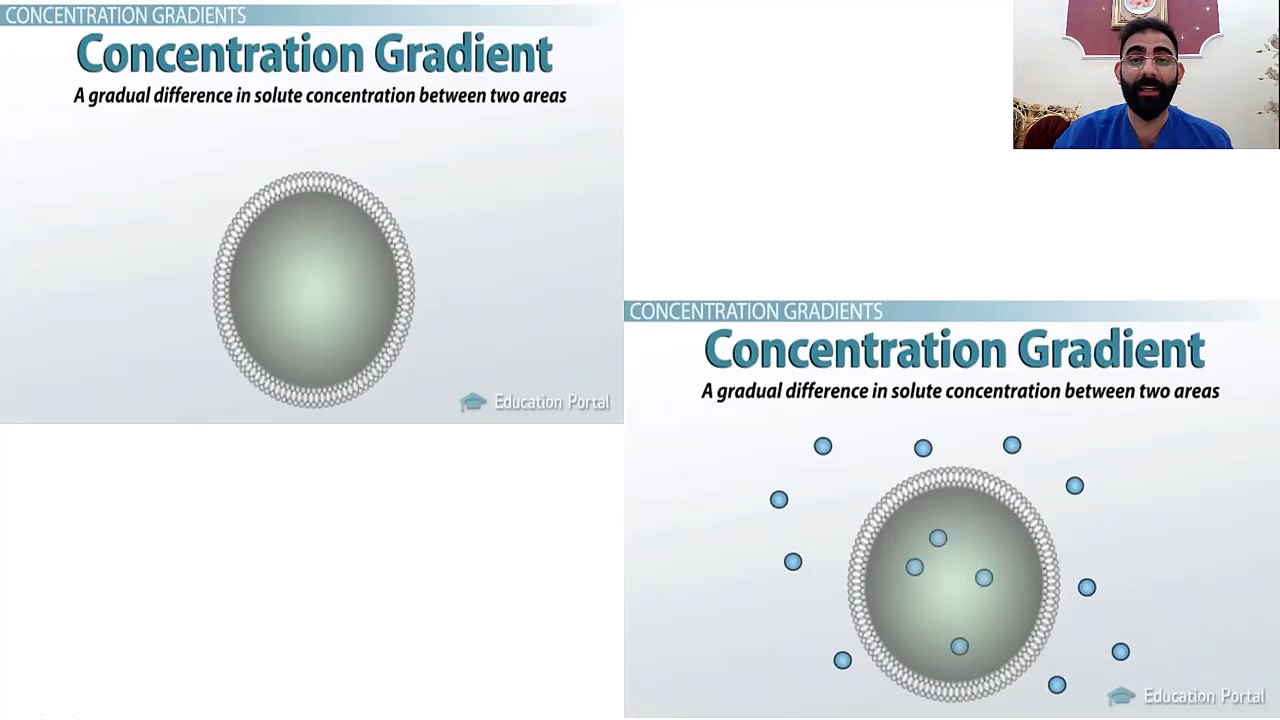 CONCENTRATION GRADIENTS
Concentration Gradient
A gradual difference in solute concentration between two areas
Education Portal
CONCENTRATION GRADIENTS
Concentration Gradient
A gradual difference in solute concentration between two areas
Education Portal